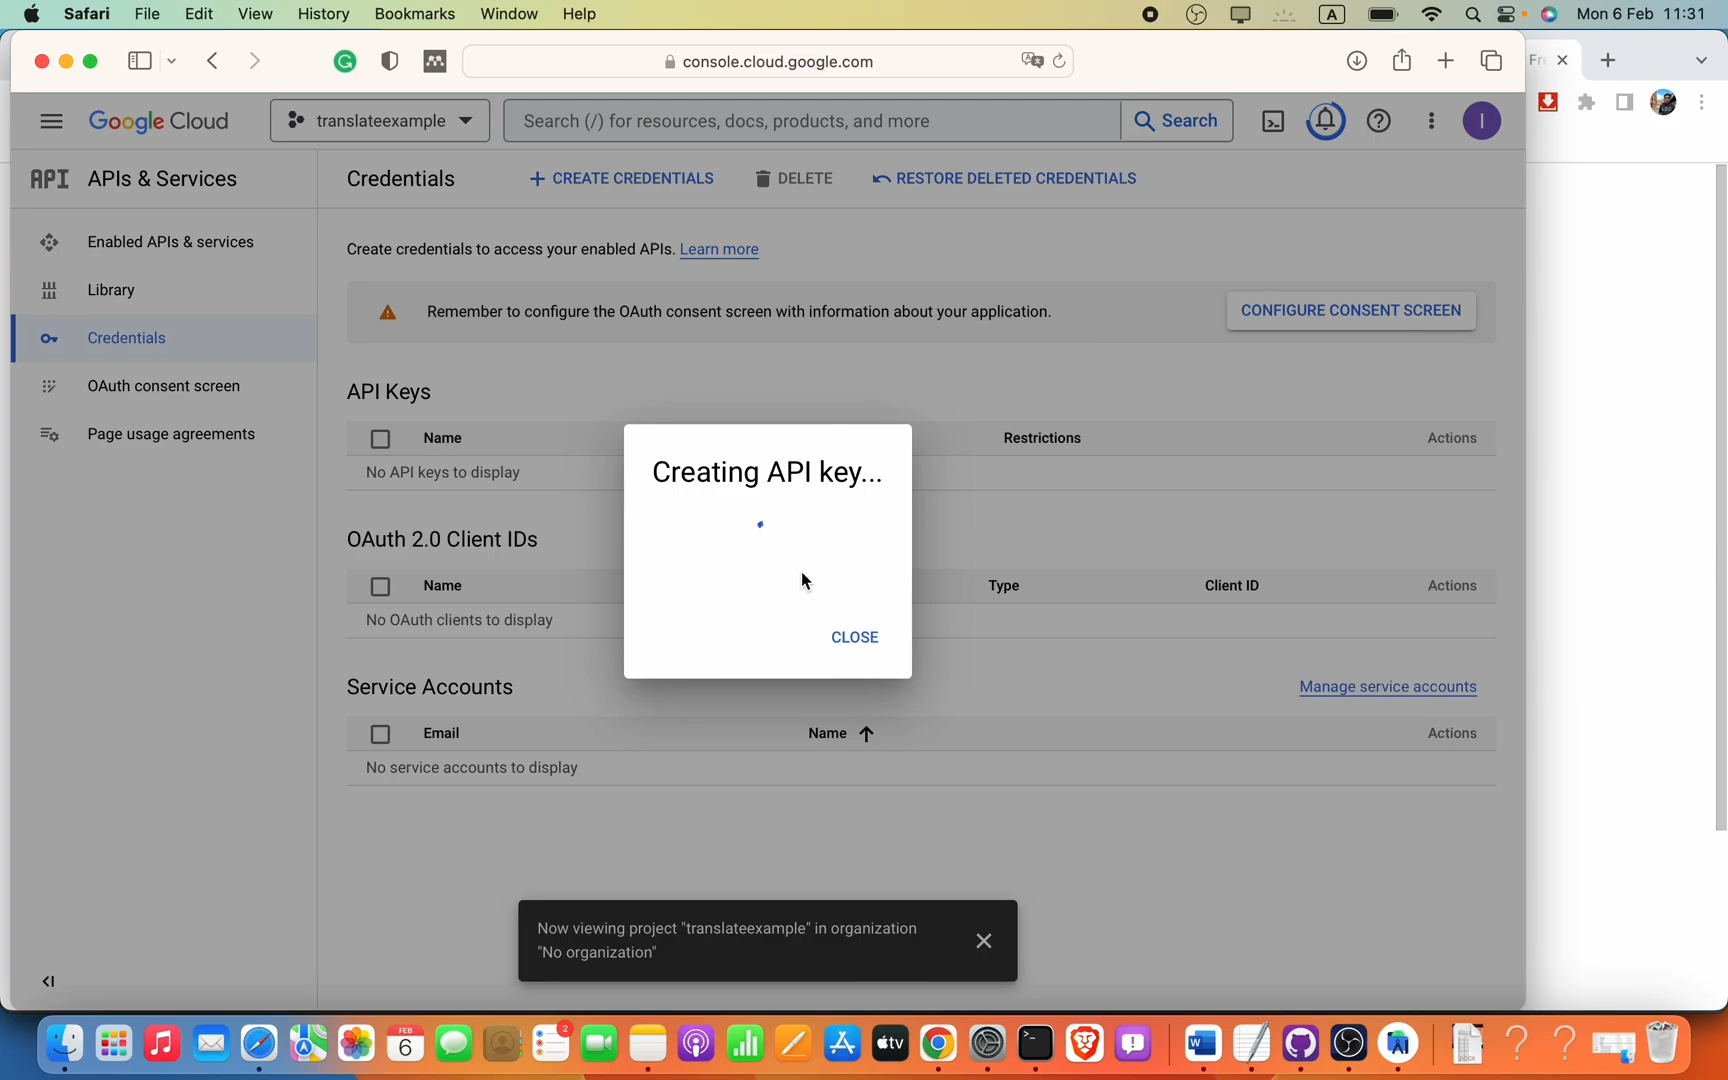 Safari File Edit View History Bookmarks Window Help A Mon 6 Feb 11:31
console.cloud.google.com
Google Cloud translateexample Search (/) for resources, docs, products, and more Search I
API APIs & Services
Credentials + CREATE CREDENTIALS DELETE RESTORE DELETED CREDENTIALS
Enabled APIs & services
Library
Credentials
OAuth consent screen
Page usage agreements
Create credentials to access your enabled APIs. Learn more
Remember to configure the OAuth consent screen with information about your application. CONFIGURE CONSENT SCREEN
API Keys
Name Restrictions Actions
No API keys to display
Creating API key...
CLOSE
OAuth 2.0 Client IDs
Name Type Client ID Actions
No OAuth clients to display
Service Accounts Manage service accounts
Email Name Actions
No service accounts to display
Now viewing project "translateexample" in organization
"No organization"
FEB
6
2
tv
W
DOCX